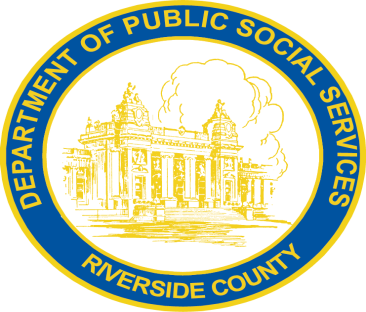 DEPARTMENT OF PUBLIC SOCIAL SERVICES
RIVERSIDE COUNTY